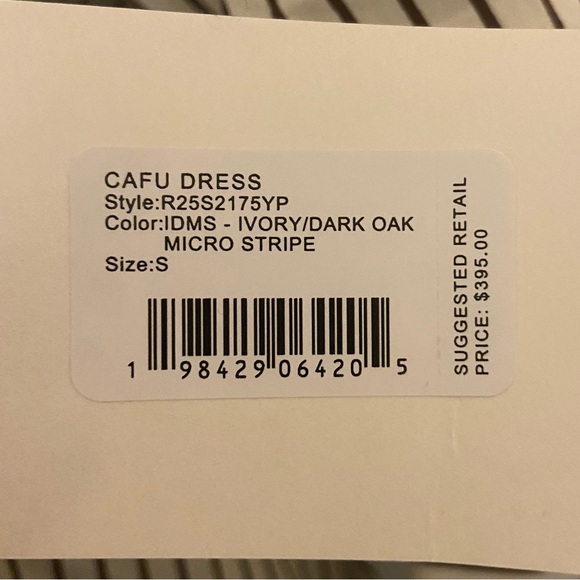 CAFU DRESS
Style:R25S2175YP
Color:IDMS - IVORY/DARK OAK
MICRO STRIPE
Size:S
1 98429 06420 5
SUGGESTED RETAIL
PRICE: $395.00